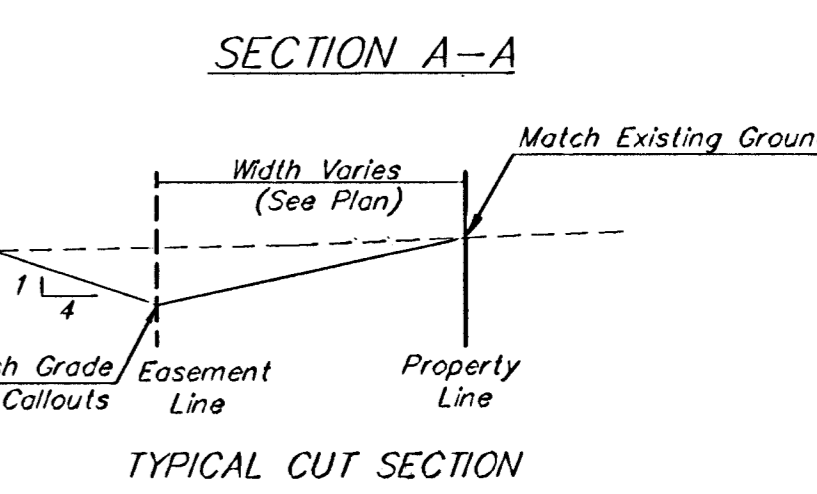 SECTION A-A
Match Existing Groun
Width Varies
(See Plan)
1
4
sh Grade
Callouts
Easement
Line
Property
Line
TYPICAL CUT SECTION